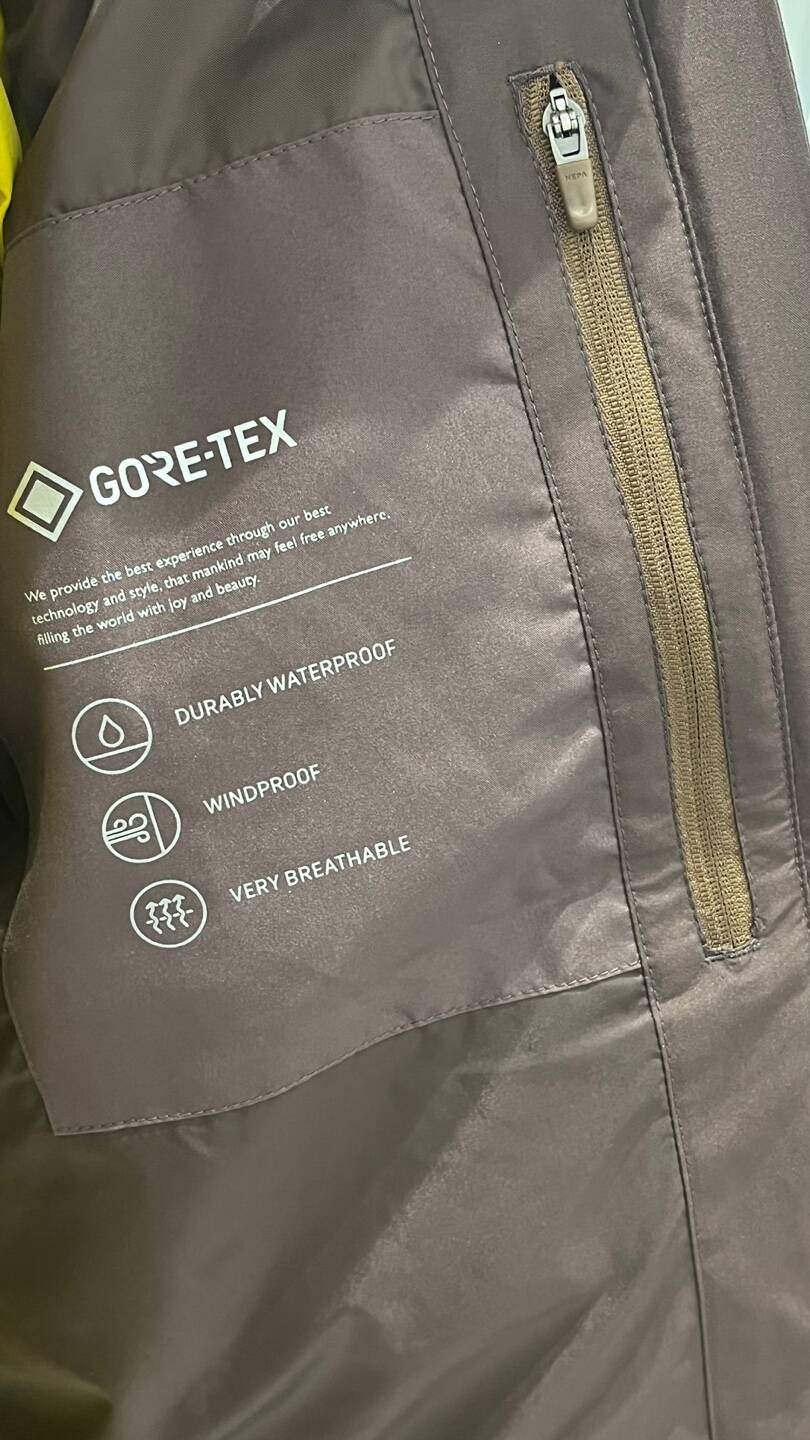 NEPA
GORE-TEX
We provide the best experience through our best
technology and style, that mankind may feel free anywhere.
filling the world with joy and beauty.
DURABLY WATERPROOF
WINDPROOF
VERY BREATHABLE